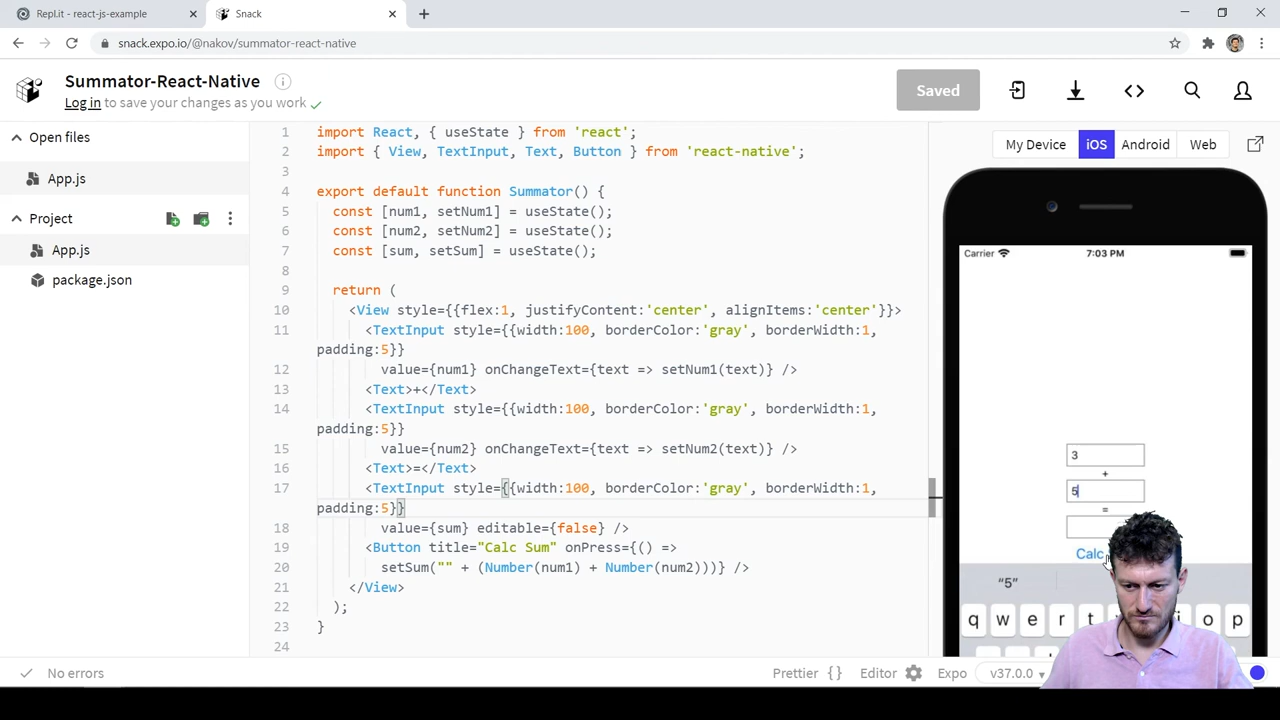 Repl.it - react-js-example
Snack
snack.expo.io/@nakov/summator-react-native
Summator-React-Native
Log in to save your changes as you work
Saved
Open files
App.js
Project
App.js
package.json
1 import React, { useState } from 'react';
2 import { View, TextInput, Text, Button } from 'react-native';
3
4 export default function Summator() {
5 const [num1, setNum1] = useState();
6 const [num2, setNum2] = useState();
7 const [sum, setSum] = useState();
8
9 return (
10 <View style={{flex:1, justifyContent:'center', alignItems:'center'}}>
11 <TextInput style={{width:100, borderColor:'gray', borderWidth:1,
padding:5}}
12 value={num1} onChangeText={text => setNum1(text)} />
13 <Text>+</Text>
14 <TextInput style={{width:100, borderColor:'gray', borderWidth:1,
padding:5}}
15 value={num2} onChangeText={text => setNum2(text)} />
16 <Text>=</Text>
17 <TextInput style={{width:100, borderColor:'gray', borderWidth:1,
padding:5}}
18 value={sum} editable={false} />
19 <Button title="Calc Sum" onPress={() =>
20 setSum("" + (Number(num1) + Number(num2)))} />
21 </View>
22 );
23 }
24
My Device iOS Android Web
Carrier 7:03 PM
3
+
5
=
Calc
“5”
q w e r t i o p
No errors
Prettier {} Editor Expo v37.0.0